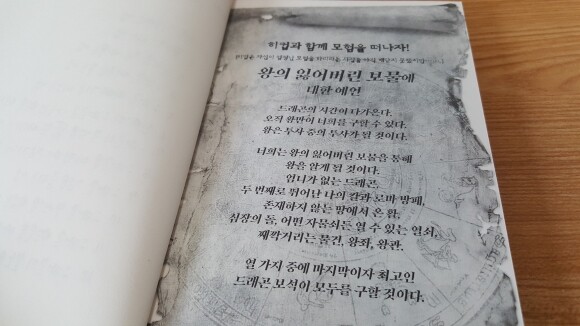 히컵과 함께 모험을 떠나자!
왕의 잃어버린 보물에
대한 예언
드래곤의 시간이 다가온다.
오직 왕만이 너희를 구할 수 있다.
왕은 투사 중의 투사가 될 것이다.
너희는 왕의 잃어버린 보물을 통해
왕을 알게 될 것이다.
엄니가 없는 드래곤,
두 번째로 뛰어난 나의 칼과 로마 방패,
존재하지 않는 땅에서 온 배,
심장의 돌, 어떤 자물쇠든 열 수 있는 열쇠,
째깍거리는 물건, 왕좌, 왕관.
열 가지 중에 마지막이자 최고인
드래곤 보석이 모두를 구할 것이다.